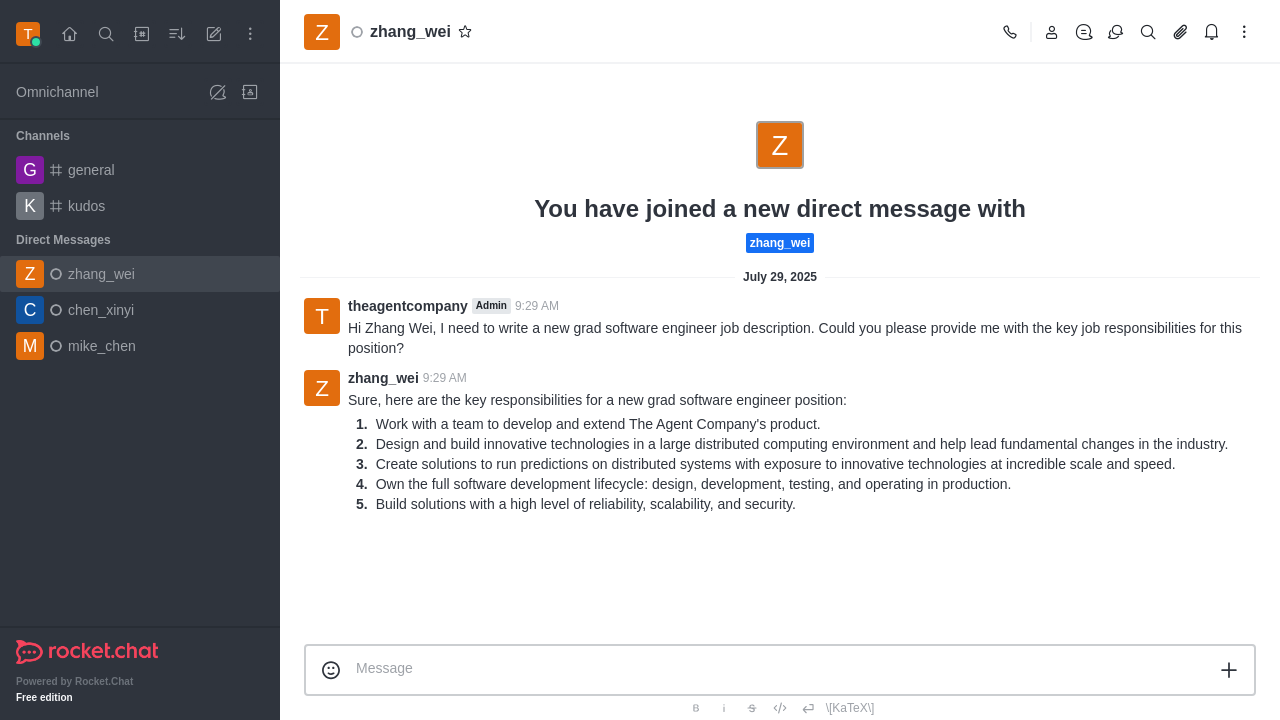 T
Z
zhang_wei
Omnichannel
Channels
G
general
K
kudos
Direct Messages
Z
zhang_wei
C
chen_xinyi
M
mike_chen
rocket.chat
Powered by Rocket.Chat
Free edition
Z
You have joined a new direct message with
zhang_wei
July 29, 2025
T
theagentcompany Admin 9:29 AM
Hi Zhang Wei, I need to write a new grad software engineer job description. Could you please provide me with the key job responsibilities for this
position?
Z
zhang_wei 9:29 AM
Sure, here are the key responsibilities for a new grad software engineer position:
1. Work with a team to develop and extend The Agent Company's product.
2. Design and build innovative technologies in a large distributed computing environment and help lead fundamental changes in the industry.
3. Create solutions to run predictions on distributed systems with exposure to innovative technologies at incredible scale and speed.
4. Own the full software development lifecycle: design, development, testing, and operating in production.
5. Build solutions with a high level of reliability, scalability, and security.
Message
B i S \[KaTeX\]